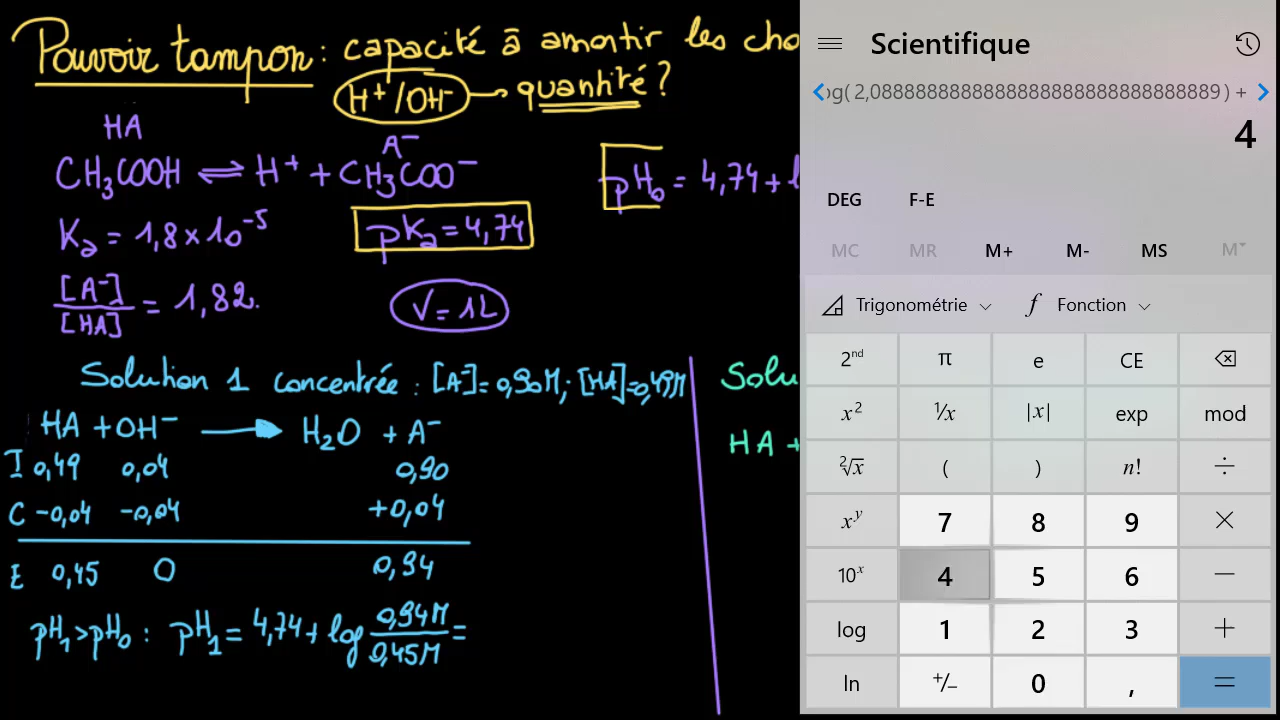 Pouvoir tampon : capacité à amortir les cho
H⁺/OH⁻ → quantité ?
HA A⁻
CH₃COOH ⇌ H⁺ + CH₃COO⁻
pH₀ = 4,74 + l
Ka = 1,8 × 10⁻⁵
pKa = 4,74
[A⁻]/[HA] = 1,82
V = 1L
Solution 1 concentrée : [A⁻] = 0,90M ; [HA] = 0,49M
HA + OH⁻ → H₂O + A⁻
I 0,49 0,04 0,90
C -0,04 -0,04 +0,04
E 0,45 0 0,94
pH₁ > pH₀ : pH₁ = 4,74 + log 0,94M/0,45M =
Solu
HA +
Scientifique
4
DEG F-E
MC MR M+ M- MS M˅
Trigonométrie Fonction
2ⁿᵈ π e CE
x² ¹/x |x| exp mod
²√x ( ) n! ÷
xʸ 7 8 9 ×
10ˣ 4 5 6 −
log 1 2 3 +
ln +/− 0 , =